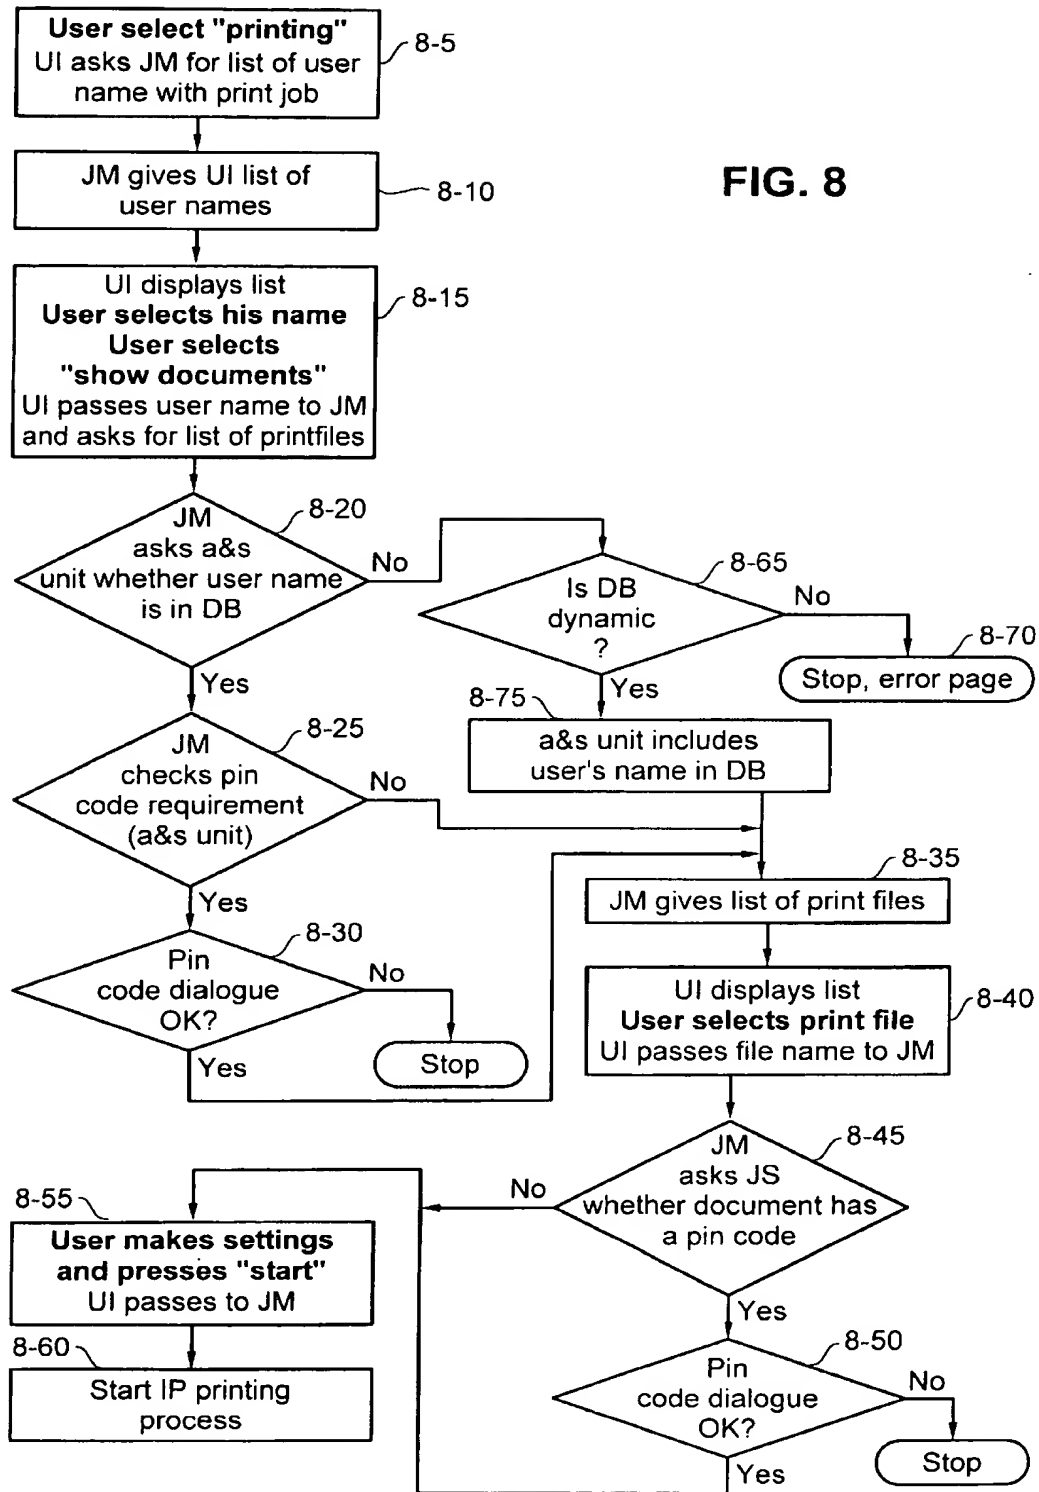 User select "printing"
UI asks JM for list of user
name with print job
8-5
JM gives UI list of
user names
8-10
FIG. 8
UI displays list
User selects his name
User selects
"show documents"
UI passes user name to JM
and asks for list of printfiles
8-15
JM
asks a&s
unit whether user name
is in DB
8-20
No
Yes
Is DB
dynamic
?
8-65
No
Yes
8-70
Stop, error page
8-75
a&s unit includes
user's name in DB
JM
checks pin
code requirement
(a&s unit)
8-25
No
Yes
Pin
code dialogue
OK?
8-30
No
Yes
Stop
8-35
JM gives list of print files
UI displays list
User selects print file
UI passes file name to JM
8-40
JM
asks JS
whether document has
a pin code
8-45
No
Yes
8-55
User makes settings
and presses "start"
UI passes to JM
8-60
Start IP printing
process
Pin
code dialogue
OK?
8-50
No
Yes
Stop